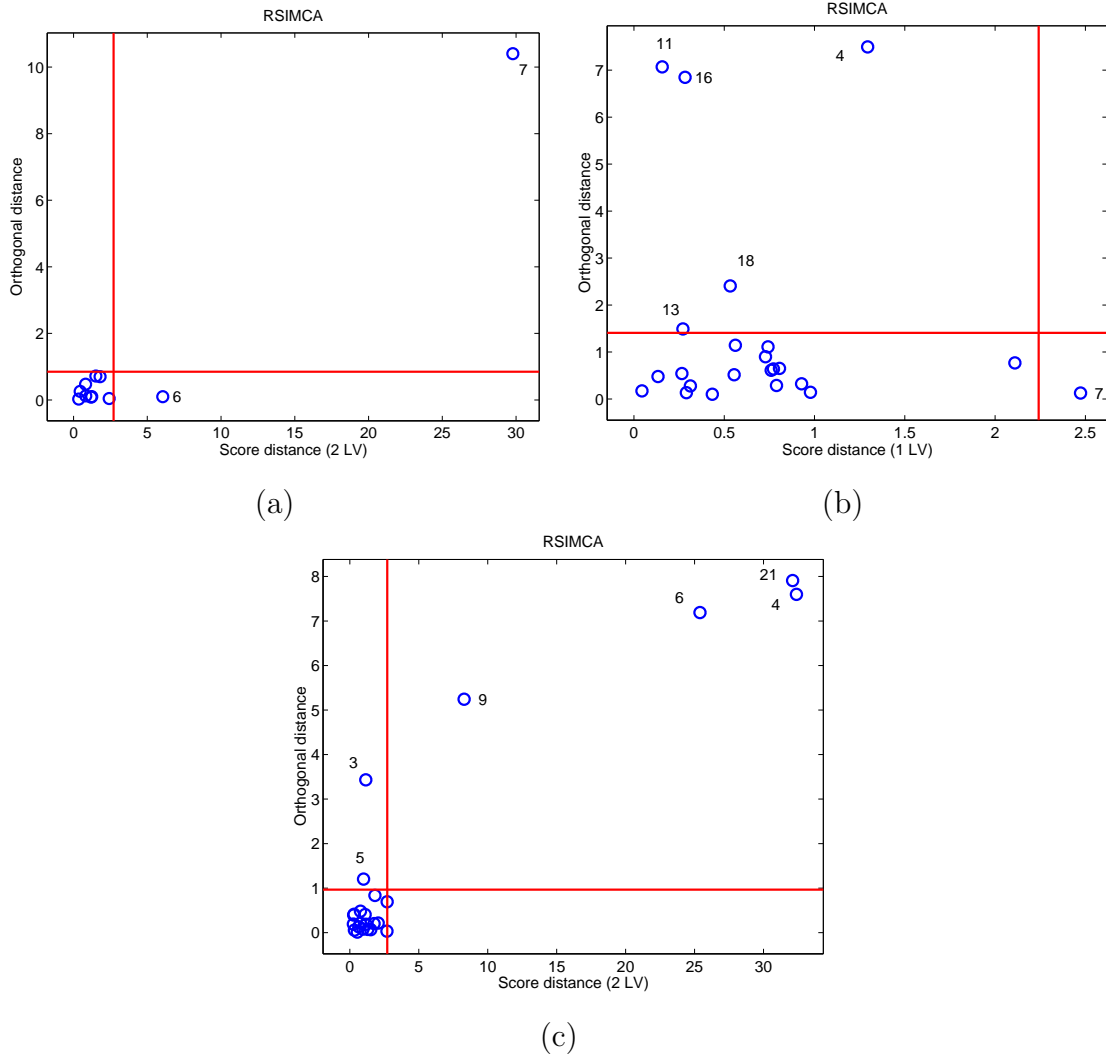 RSIMCA
10
8
6
4
2
0
0 5 10 15 20 25 30
Orthogonal distance
Score distance (2 LV)
7
6
(a)
RSIMCA
7
6
5
4
3
2
1
0
0 0.5 1 1.5 2 2.5
Orthogonal distance
Score distance (1 LV)
11
16
4
18
13
7
(b)
RSIMCA
8
7
6
5
4
3
2
1
0
0 5 10 15 20 25 30
Orthogonal distance
Score distance (2 LV)
21
4
6
9
3
5
(c)